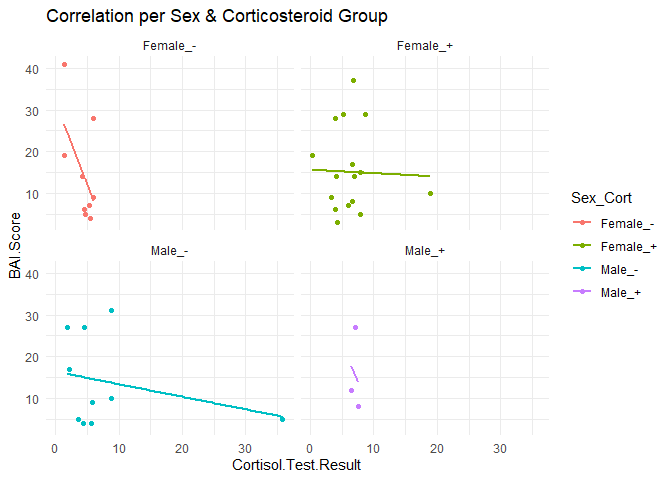 Correlation per Sex & Corticosteroid Group
Female_-
Female_+
40
30
20
10
Male_-
Male_+
40
30
20
10
0
10
20
30
0
10
20
30
BAI.Score
Cortisol.Test.Result
Sex_Cort
Female_-
Female_+
Male_-
Male_+